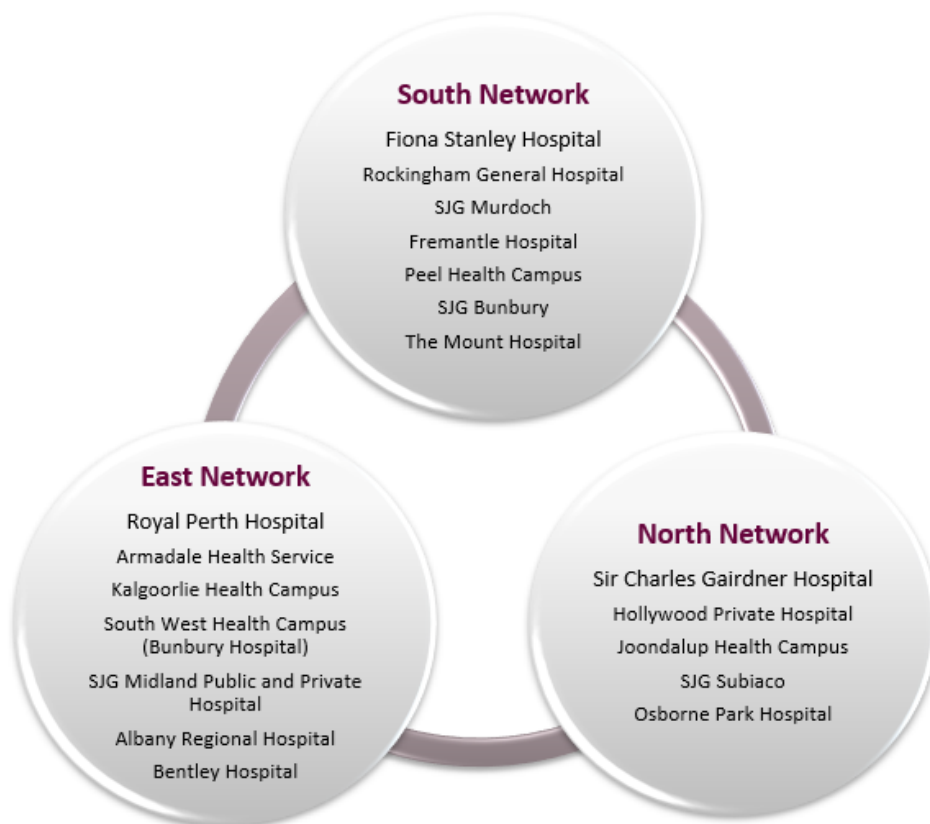 South Network
Fiona Stanley Hospital
Rockingham General Hospital
SJG Murdoch
Fremantle Hospital
Peel Health Campus
SJG Bunbury
The Mount Hospital
East Network
Royal Perth Hospital
Armadale Health Service
Kalgoorlie Health Campus
South West Health Campus
(Bunbury Hospital)
SJG Midland Public and Private
Hospital
Albany Regional Hospital
Bentley Hospital
North Network
Sir Charles Gairdner Hospital
Hollywood Private Hospital
Joondalup Health Campus
SJG Subiaco
Osborne Park Hospital